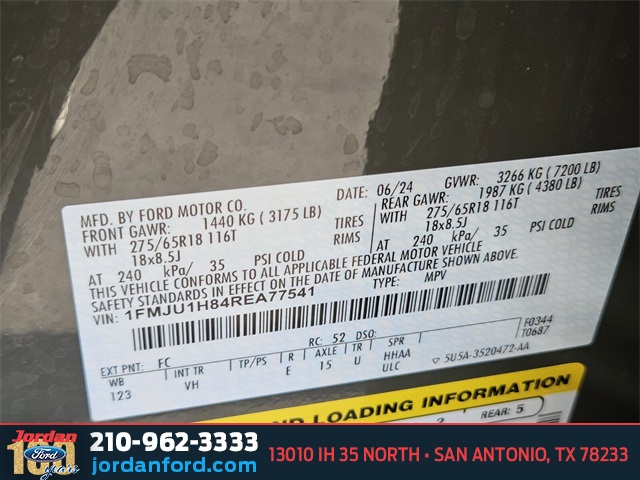 MFD. BY FORD MOTOR CO.
DATE: 06/24 GVWR: 3266 KG ( 7200 LB)
FRONT GAWR: 1440 KG ( 3175 LB) REAR GAWR: 1987 KG ( 4380 LB)
WITH 275/65R18 116T TIRES WITH 275/65R18 116T TIRES
18x8.5J RIMS 18x8.5J RIMS
AT 240 kPa/ 35 PSI COLD AT 240 kPa/ 35 PSI COLD
THIS VEHICLE CONFORMS TO ALL APPLICABLE FEDERAL MOTOR VEHICLE
SAFETY STANDARDS IN EFFECT ON THE DATE OF MANUFACTURE SHOWN ABOVE.
VIN: 1FMJU1H84REA77541 TYPE: MPV
F0344
T0687
EXT PNT: FC RC: 52 DSO:
WB INT TR TP/PS R AXLE TR SPR
123 VH E 15 U HHAA
ULC
5U5A-3520472-AA
AND LOADING INFORMATION
2 REAR: 5
Jordan
Ford
100
years
210-962-3333
jordanford.com
13010 IH 35 NORTH • SAN ANTONIO, TX 78233